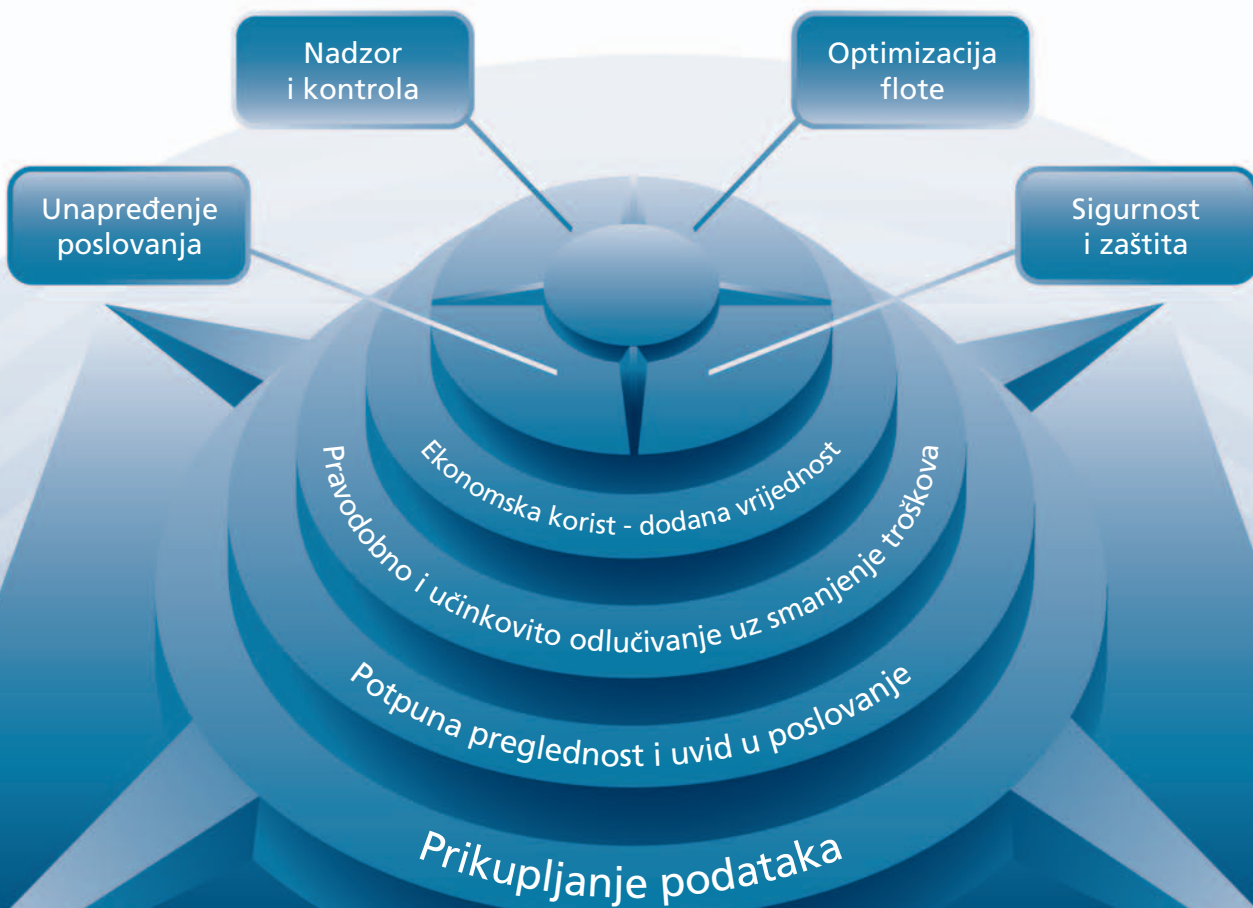 Nadzor
i kontrola
Optimizacija
flote
Unapređenje
poslovanja
Sigurnost
i zaštita
Ekonomska korist - dodana vrijednost
Pravodobno i učinkovito odlučivanje uz smanjenje troškova
Potpuna preglednost i uvid u poslovanje
Prikupljanje podataka